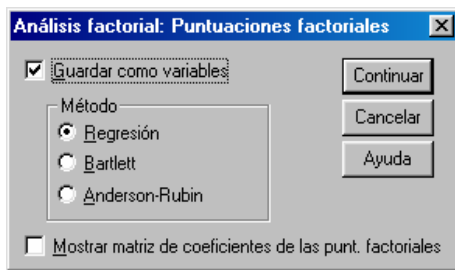 Análisis factorial: Puntuaciones factoriales
Guardar como variables
Método
Regresión
Bartlett
Anderson-Rubin
Mostrar matriz de coeficientes de las punt. factoriales
Continuar
Cancelar
Ayuda